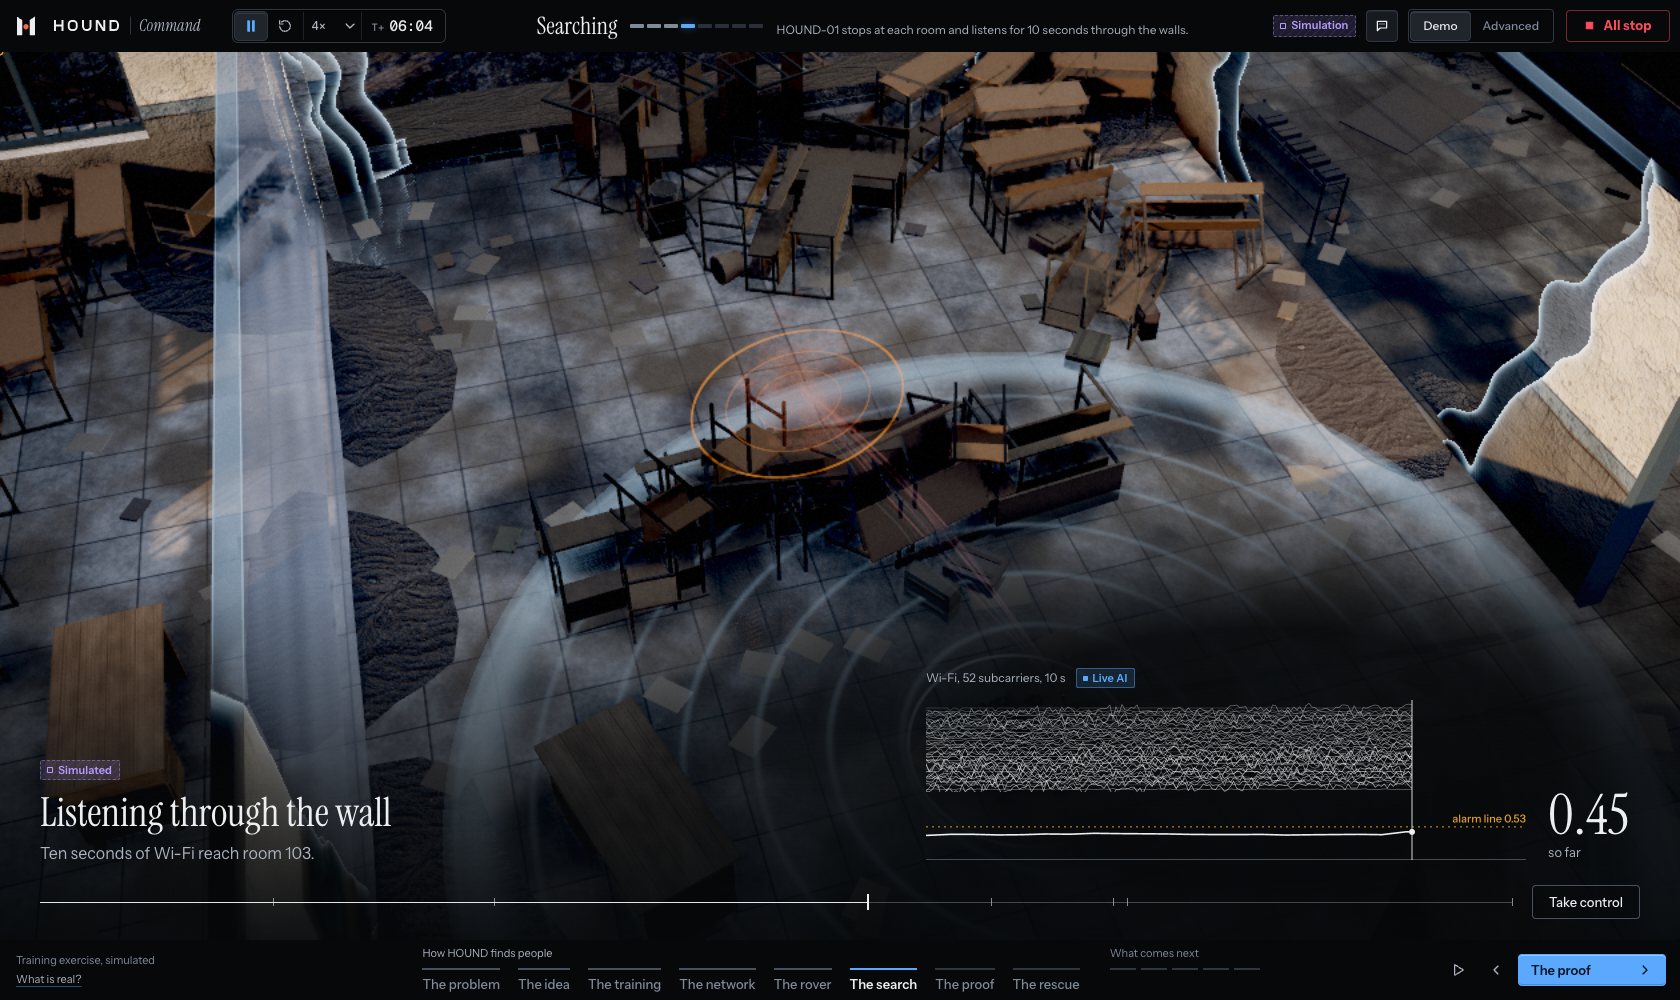 HOUND Command
4× T+ 06:04
Searching
HOUND-01 stops at each room and listens for 10 seconds through the walls.
Simulation
Demo
Advanced
All stop
Wi-Fi, 52 subcarriers, 10 s
Live AI
alarm line 0.53
0.45
so far
Simulated
Listening through the wall
Ten seconds of Wi-Fi reach room 103.
Take control
Training exercise, simulated
What is real?
How HOUND finds people
The problem
The idea
The training
The network
The rover
The search
The proof
The rescue
What comes next
The proof